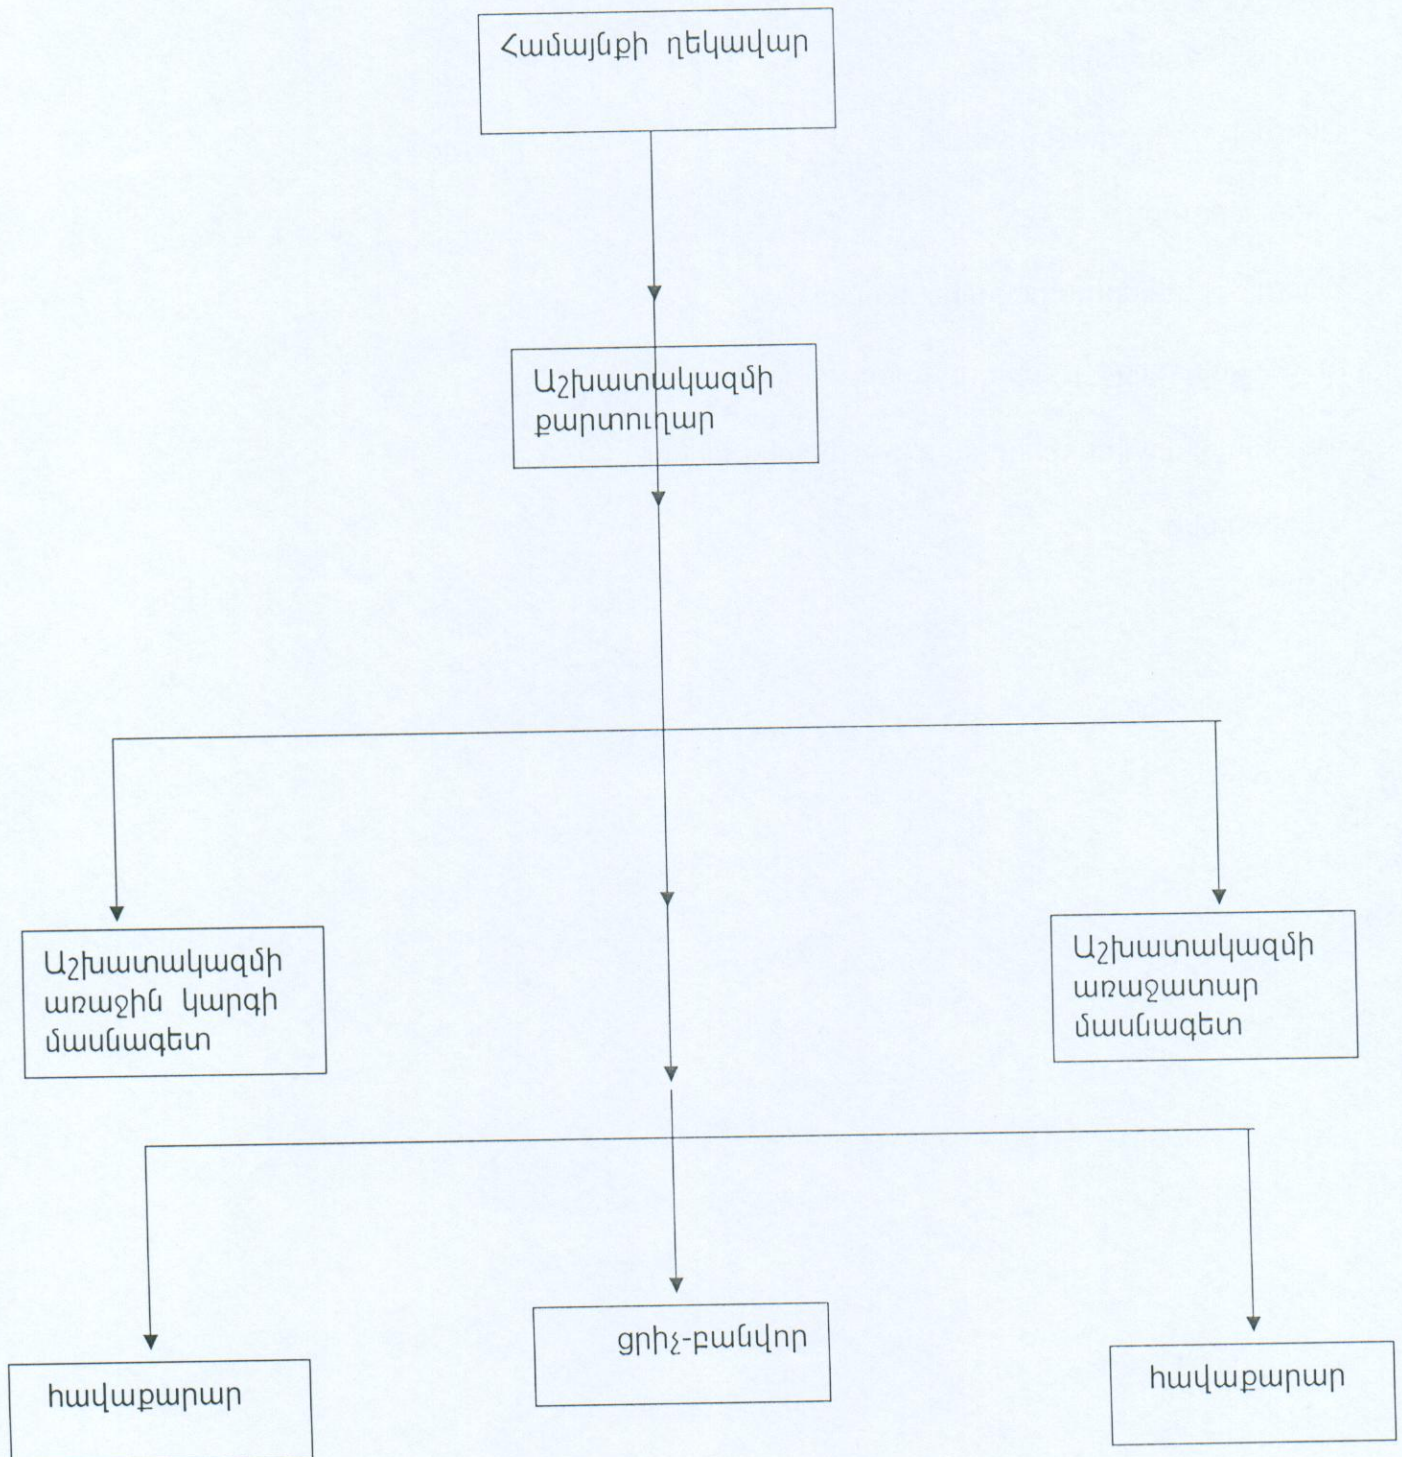 Համայնքի ղեկավար
Աշխատակազմի
քարտուղար
Աշխատակազմի
առաջին կարգի
մասնագետ
Աշխատակազմի
առաջատար
մասնագետ
հավաքարար
ցրիչ-բանվոր
հավաքարար